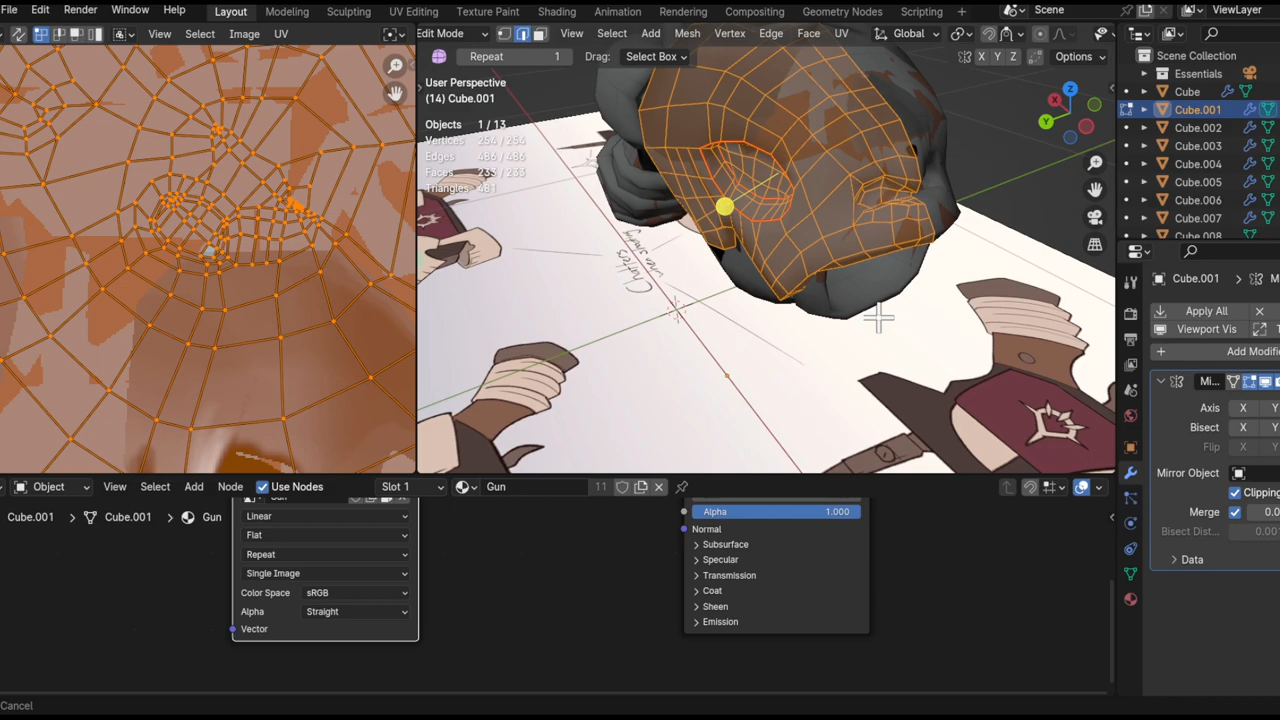 File Edit Render Window Help Layout Modeling Sculpting UV Editing Texture Paint Shading Animation Rendering Compositing Geometry Nodes Scripting + Scene ViewLayer
View Select Image UV
Edit Mode View Select Add Mesh Vertex Edge Face UV Global
Repeat 1 Drag: Select Box X Y Z Options
User Perspective
(14) Cube.001
Objects 1 / 13
Vertices 254 / 254
Edges 486 / 486
Faces 233 / 233
Triangles 481
Z
X
Y
Chatters
Scene Collection
Essentials
Cube
Cube.001
Cube.002
Cube.003
Cube.004
Cube.005
Cube.006
Cube.007
Cube.008
Cube.001 > M
Apply All
Viewport Vis
Add Modifi
Mi...
Axis X Y
Bisect X Y
Flip X Y
Mirror Object
Clipping
Merge 0.0
Bisect Dist... 0.001
Data
Object View Select Add Node Use Nodes Slot 1 Gun 11
Cube.001 > Cube.001 > Gun
Linear
Flat
Repeat
Single Image
Color Space sRGB
Alpha Straight
Vector
Alpha 1.000
Normal
Subsurface
Specular
Transmission
Coat
Sheen
Emission
Cancel